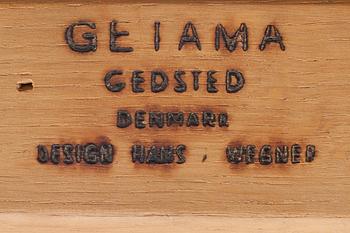 GETAMA
GEDSTED
DENMARK
DESIGN HANS . WEGNER